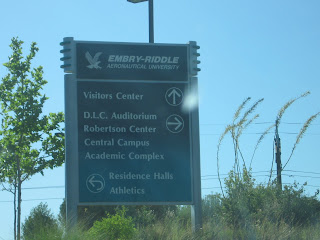 EMBRY-RIDDLE
AERONAUTICAL UNIVERSITY
Visitors Center
D.L.C. Auditorium
Robertson Center
Central Campus
Academic Complex
Residence Halls
Athletics